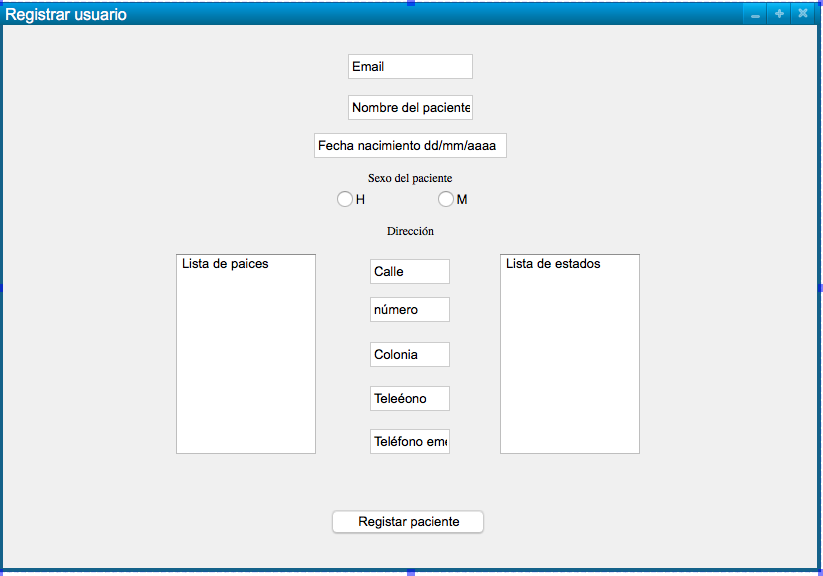 Registrar usuario
Email
Nombre del paciente
Fecha nacimiento dd/mm/aaaa
Sexo del paciente
H M
Dirección
Lista de paices
Calle
Lista de estados
número
Colonia
Teleéono
Teléfono eme
Registar paciente